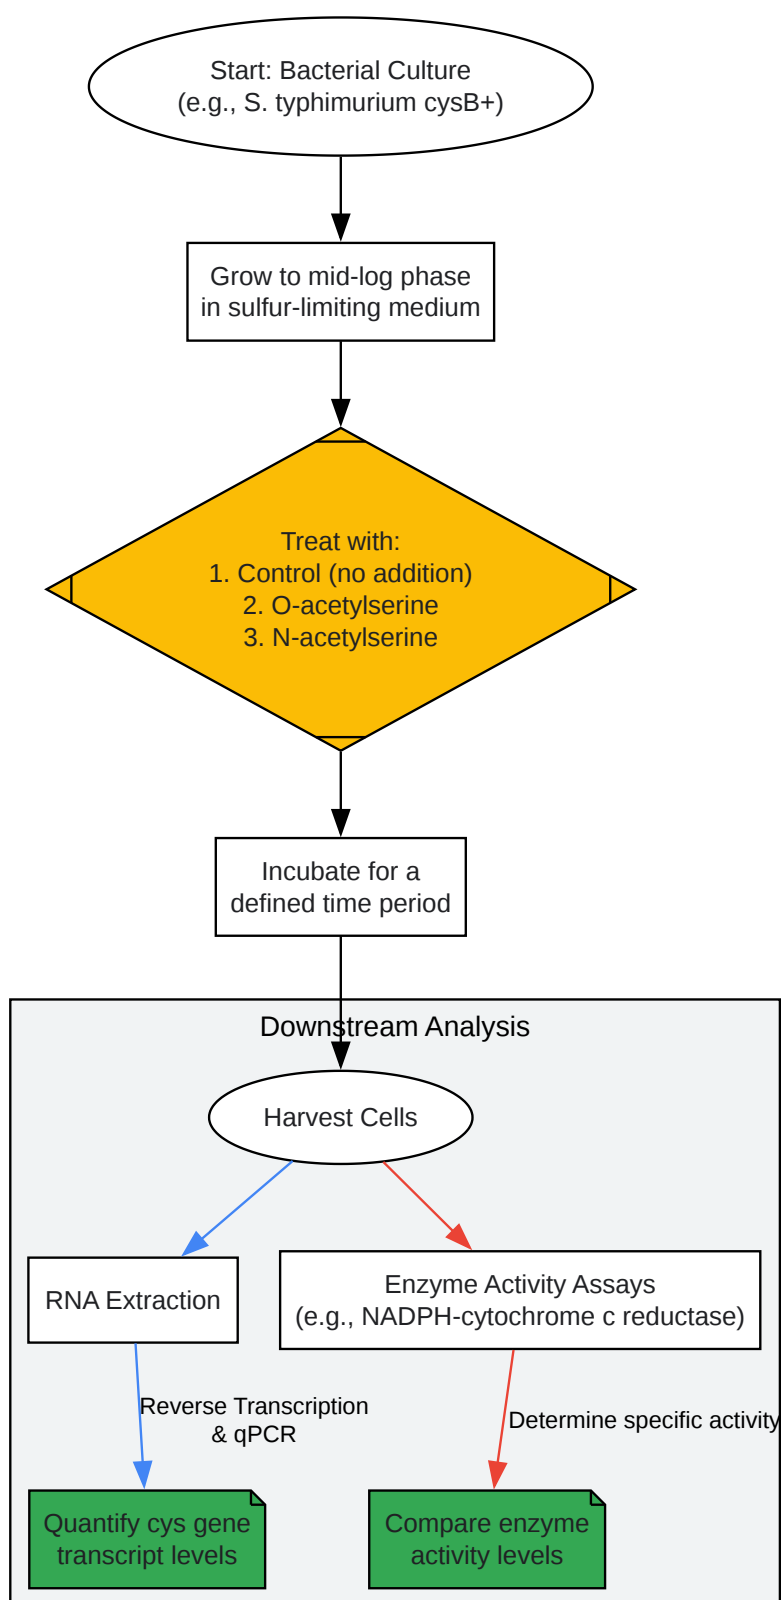 Start: Bacterial Culture
(e.g., S. typhimurium cysB+)
Grow to mid-log phase
in sulfur-limiting medium
Treat with:
1. Control (no addition)
2. O-acetylserine
3. N-acetylserine
Incubate for a
defined time period
Downstream Analysis
Harvest Cells
RNA Extraction
Enzyme Activity Assays
(e.g., NADPH-cytochrome c reductase)
Reverse Transcription
& qPCR
Determine specific activity
Quantify cys gene
transcript levels
Compare enzyme
activity levels